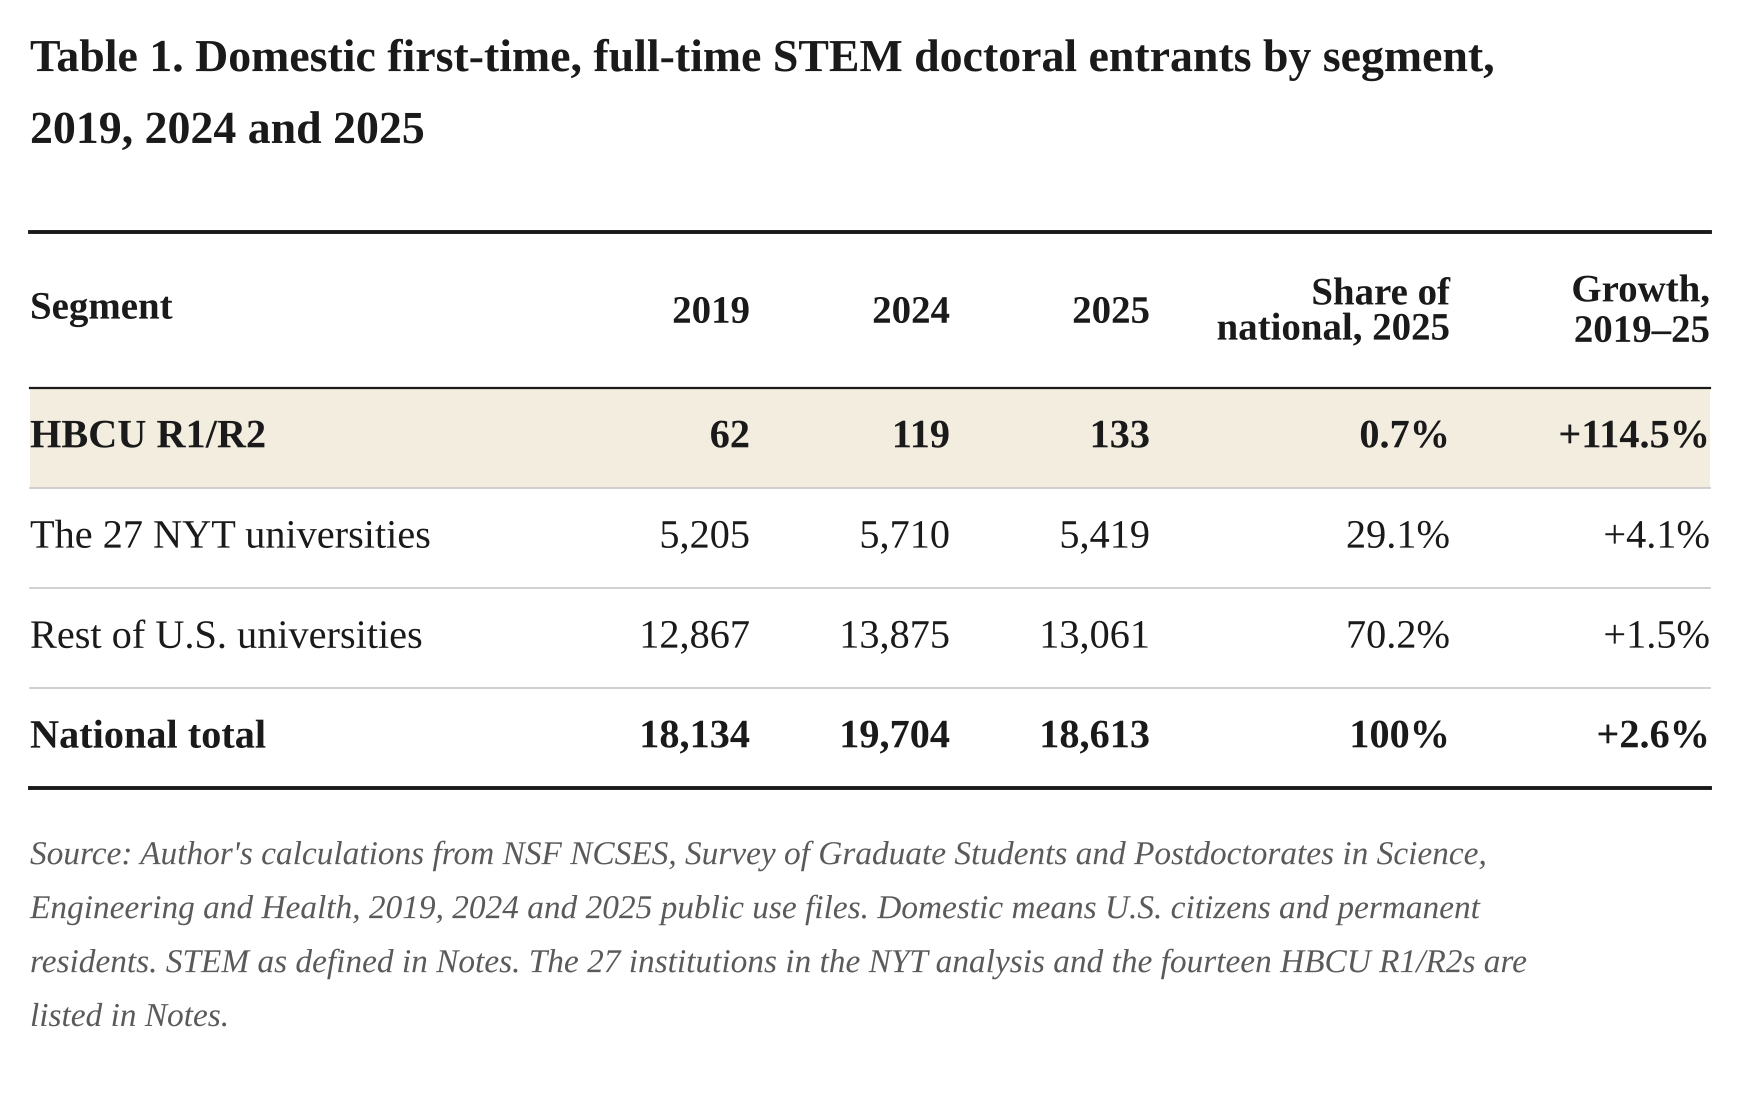 Table 1. Domestic first-time, full-time STEM doctoral entrants by segment,
2019, 2024 and 2025
Segment 2019 2024 2025 Share of national, 2025 Growth, 2019–25
HBCU R1/R2 62 119 133 0.7% +114.5%
The 27 NYT universities 5,205 5,710 5,419 29.1% +4.1%
Rest of U.S. universities 12,867 13,875 13,061 70.2% +1.5%
National total 18,134 19,704 18,613 100% +2.6%
Source: Author's calculations from NSF NCSES, Survey of Graduate Students and Postdoctorates in Science,
Engineering and Health, 2019, 2024 and 2025 public use files. Domestic means U.S. citizens and permanent
residents. STEM as defined in Notes. The 27 institutions in the NYT analysis and the fourteen HBCU R1/R2s are
listed in Notes.